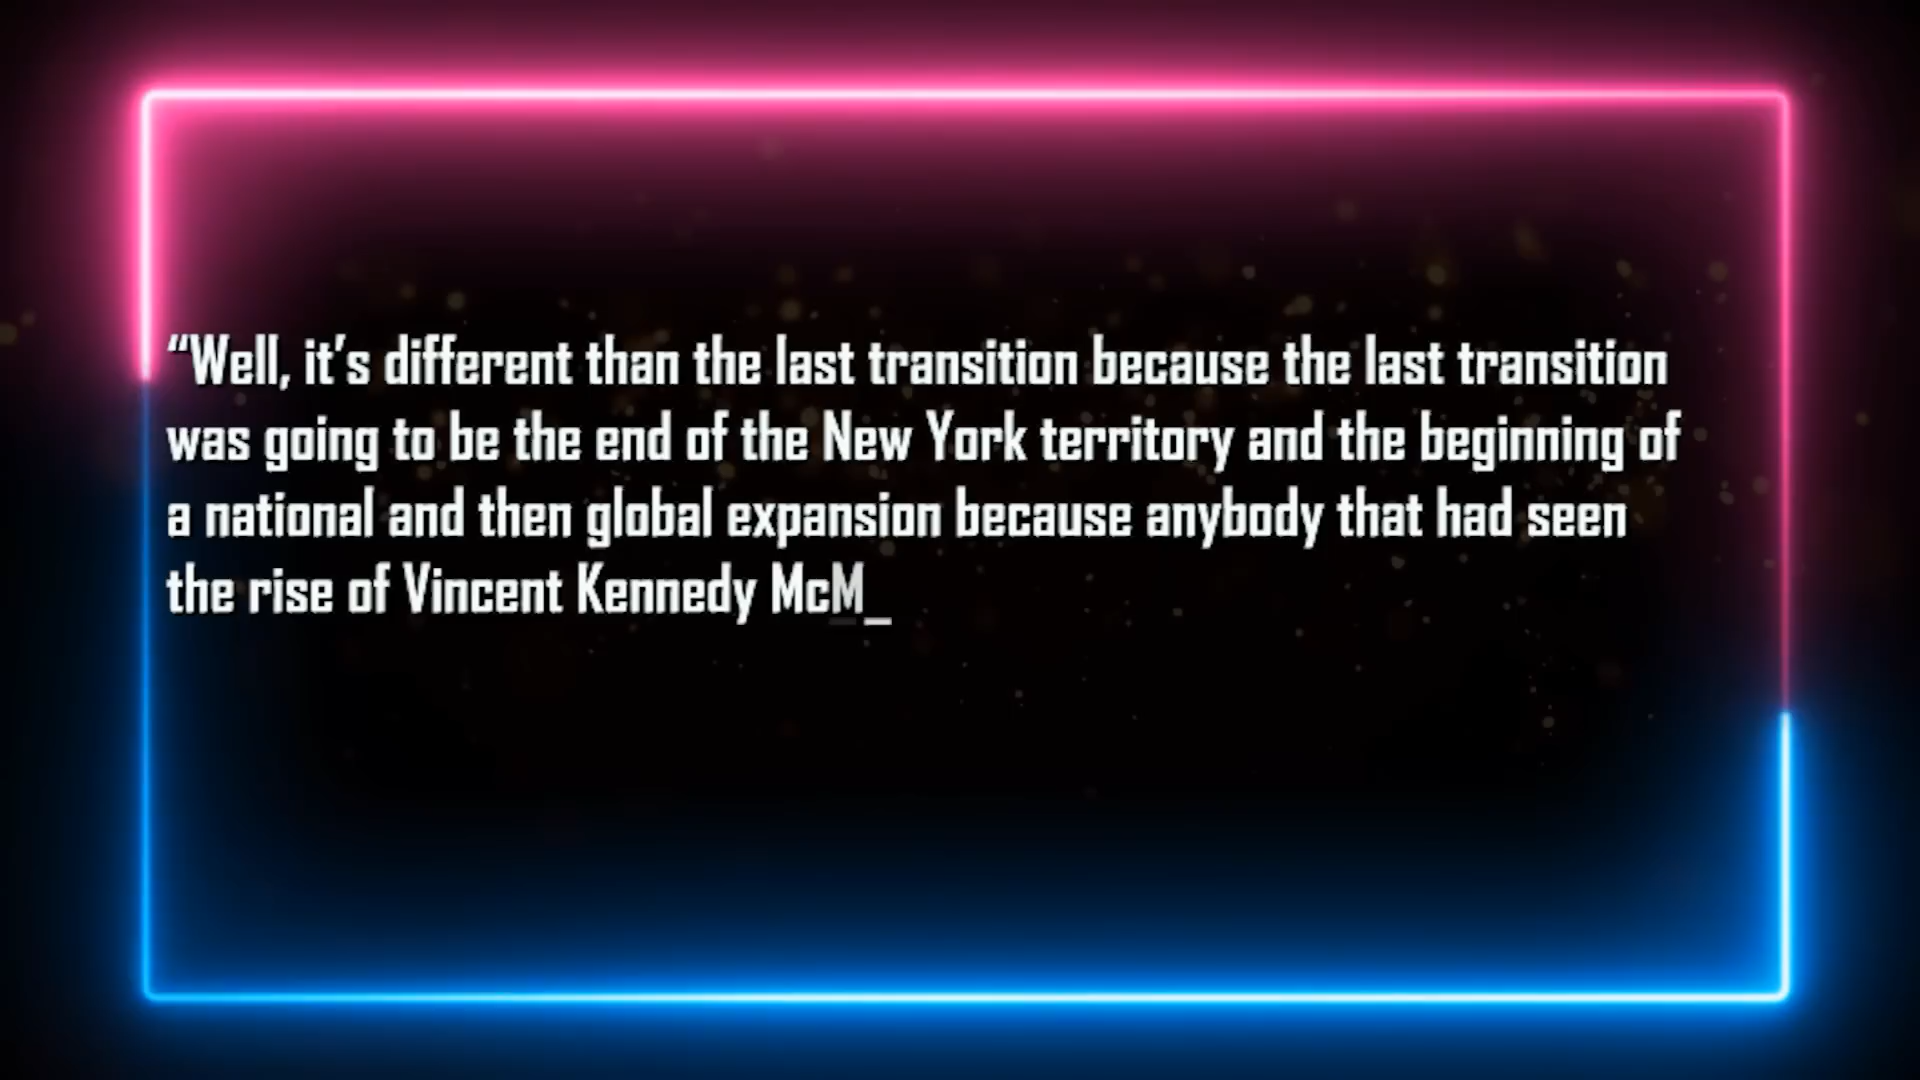 “Well, it’s different than the last transition because the last transition
was going to be the end of the New York territory and the beginning of
a national and then global expansion because anybody that had seen
the rise of Vincent Kennedy McM_